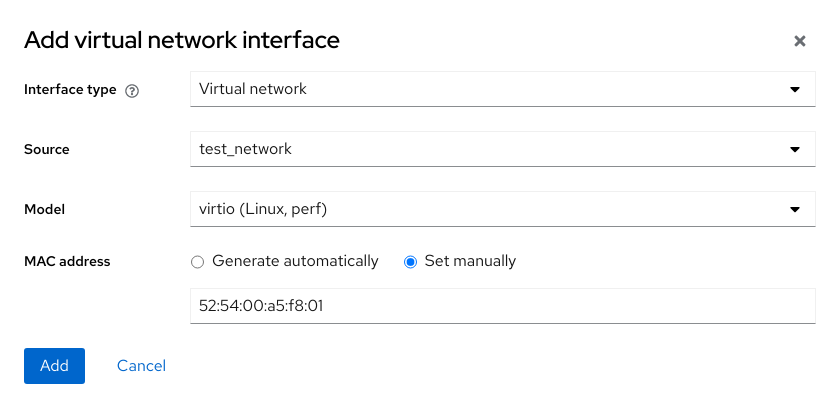 Add virtual network interface
Interface type
Virtual network
Source
test_network
Model
virtio (Linux, perf)
MAC address
Generate automatically
Set manually
52:54:00:a5:f8:01
Add
Cancel